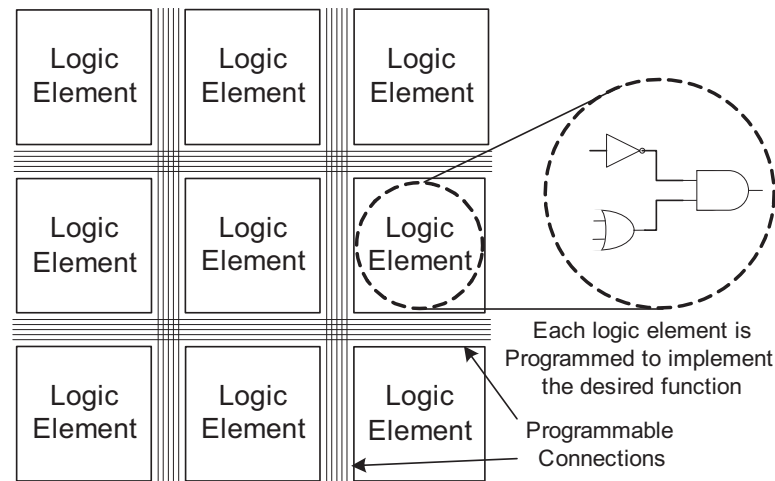 Logic
Element
Logic
Element
Logic
Element
Logic
Element
Logic
Element
Logic
Element
Each logic element is
Programmed to implement
the desired function
Logic
Element
Logic
Element
Logic
Element
Programmable
Connections